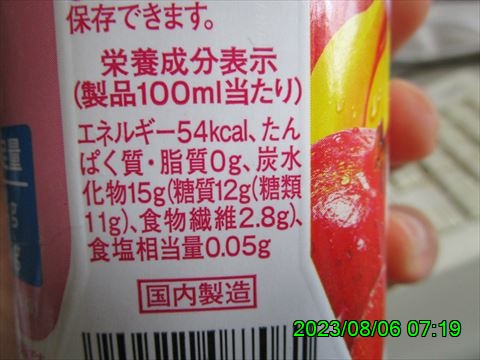 保存できます。
栄養成分表示
(製品100ml当たり)
エネルギー54kcal、たん
ぱく質・脂質0g、炭水
化物15g(糖質12g(糖類
11g)、食物繊維2.8g)、
食塩相当量0.05g
国内製造
2023/08/06 07:19